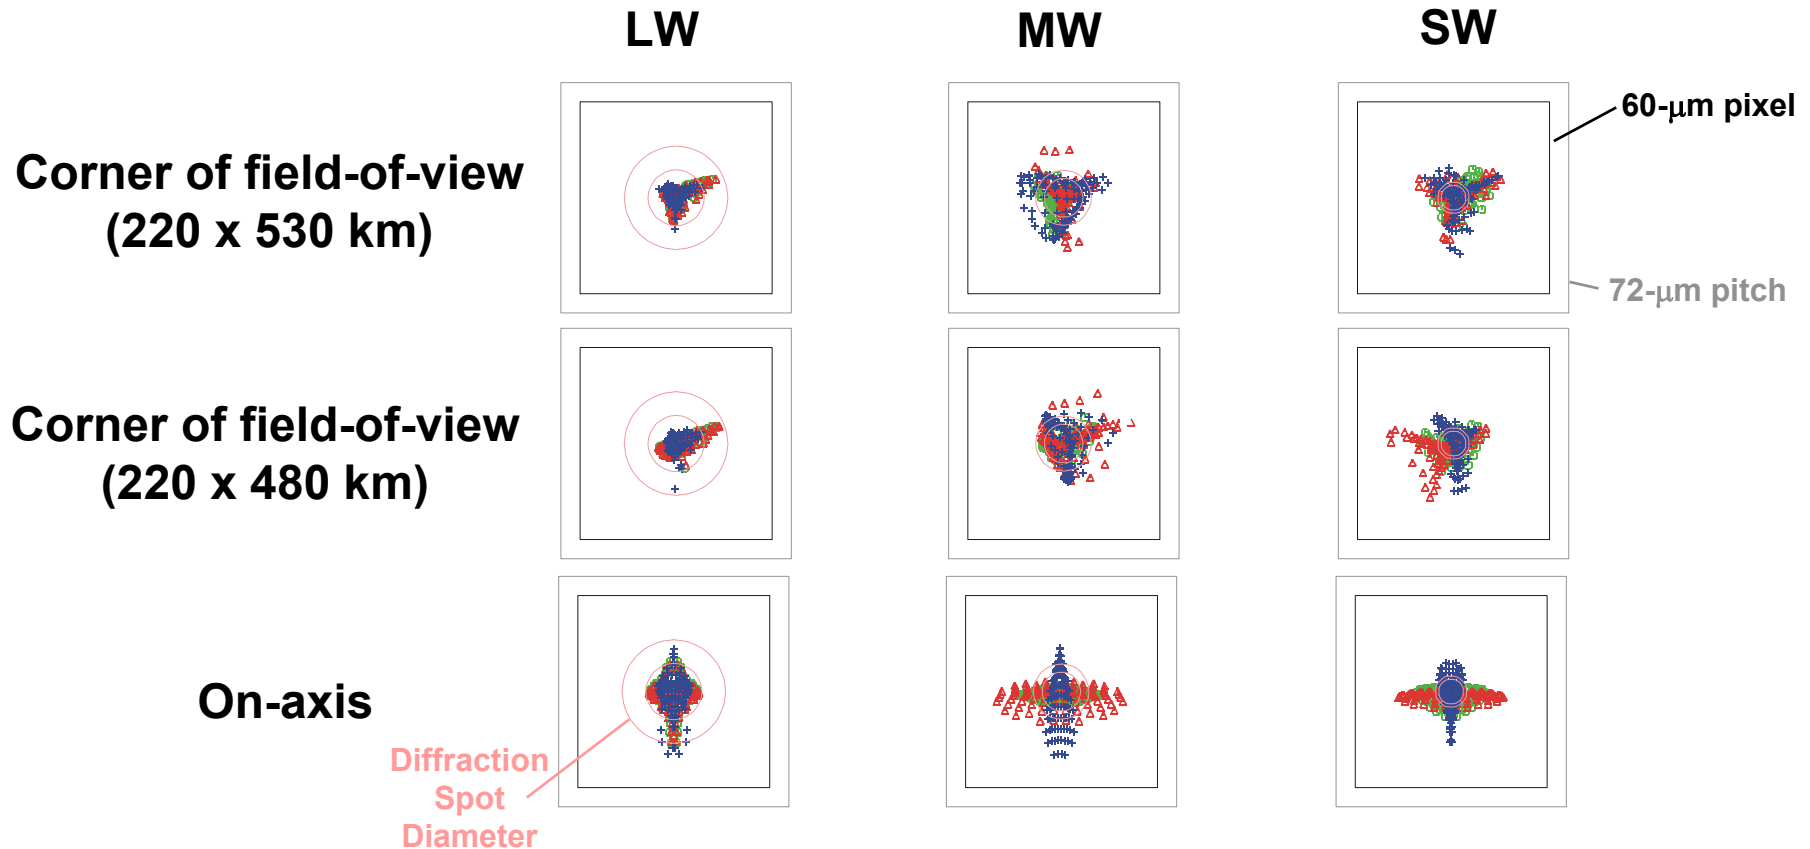 LW
MW
SW
60-μm pixel
Corner of field-of-view
(220 x 530 km)
72-μm pitch
Corner of field-of-view
(220 x 480 km)
On-axis
Diffraction
Spot
Diameter